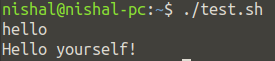 nishal@nishal-pc:~$ ./test.sh
hello
Hello yourself!